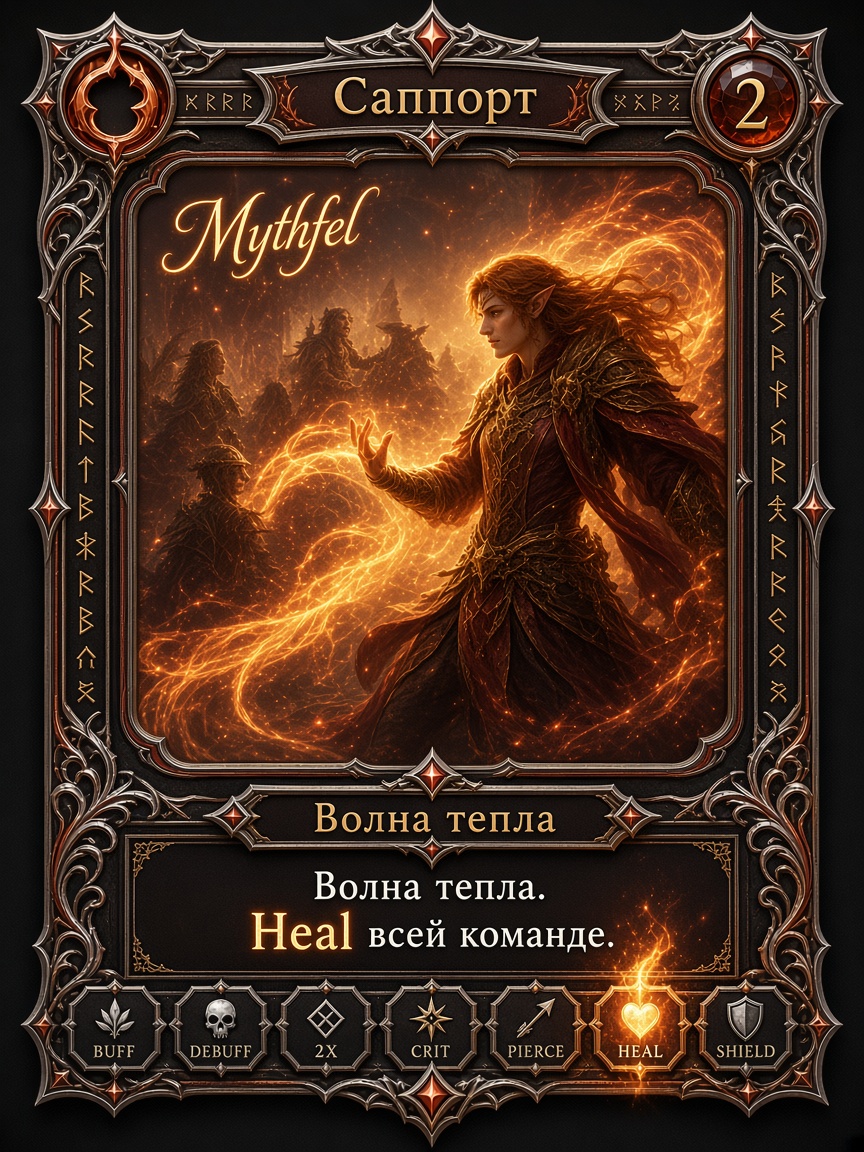 Саппорт
2
Mythfel
Волна тепла
Волна тепла.
Heal всей команде.
BUFF
DEBUFF
2X
CRIT
PIERCE
HEAL
SHIELD